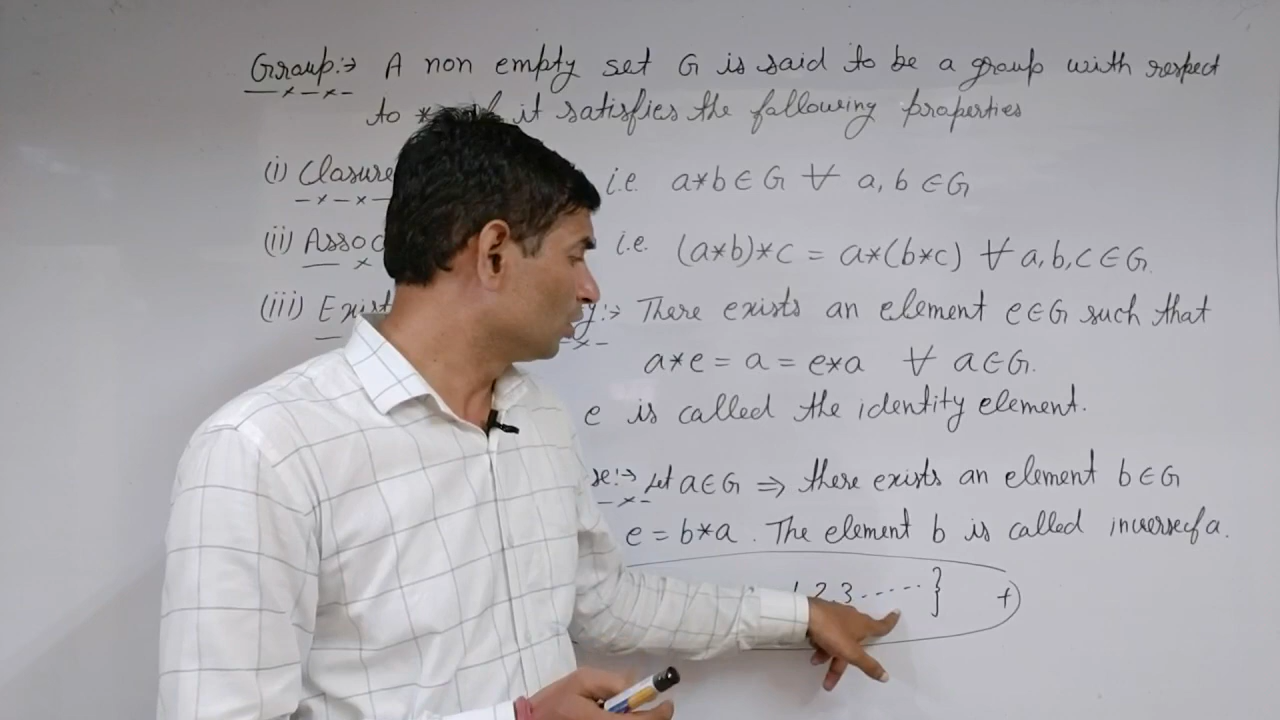 Group:→ A non empty set G is said to be a group with respect
to * it satisfies the following properties
(i) Closure i.e. a*b∈G ∀ a,b∈G
(ii) Assoc i.e. (a*b)*c = a*(b*c) ∀ a,b,c∈G.
(iii) Exist y:→ There exists an element e∈G such that
a*e = a = e*a ∀ a∈G.
e is called the identity element.
se:→ Let a∈G ⇒ there exists an element b∈G
e = b*a. The element b is called inverse of a.
1,2,3.....} +